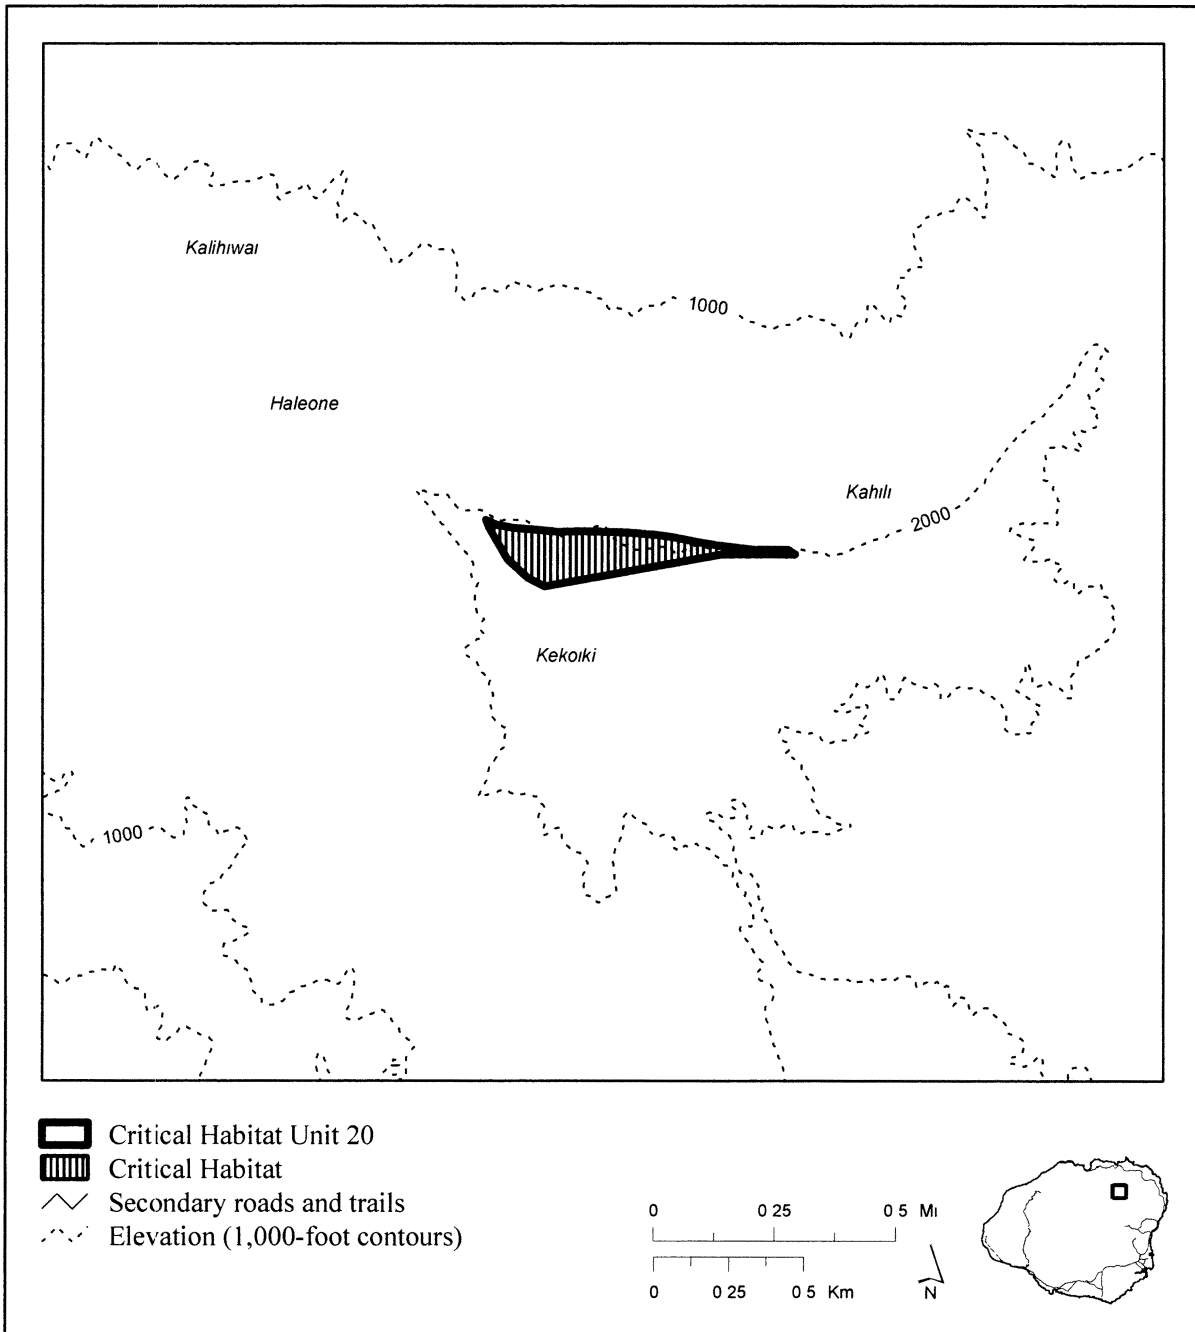 Kalihiwai
1000
Haleone
Kahili
2000
Kekoiki
1000
Critical Habitat Unit 20
Critical Habitat
Secondary roads and trails
Elevation (1,000-foot contours)
0 0 25 0 5 Mi
0 0 25 0 5 Km
N